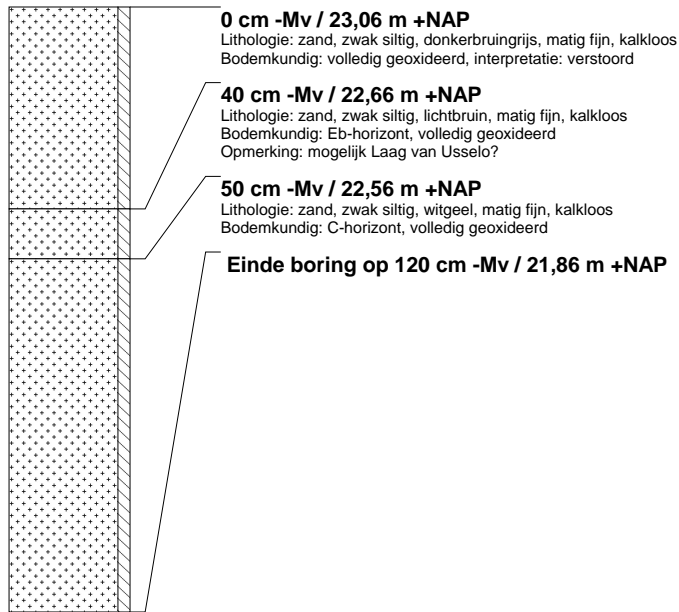 0 cm -Mv / 23,06 m +NAP
Lithologie: zand, zwak siltig, donkerbruingrijs, matig fijn, kalkloos
Bodemkundig: volledig geoxideerd, interpretatie: verstoord
40 cm -Mv / 22,66 m +NAP
Lithologie: zand, zwak siltig, lichtbruin, matig fijn, kalkloos
Bodemkundig: Eb-horizont, volledig geoxideerd
Opmerking: mogelijk Laag van Usselo?
50 cm -Mv / 22,56 m +NAP
Lithologie: zand, zwak siltig, witgeel, matig fijn, kalkloos
Bodemkundig: C-horizont, volledig geoxideerd
Einde boring op 120 cm -Mv / 21,86 m +NAP